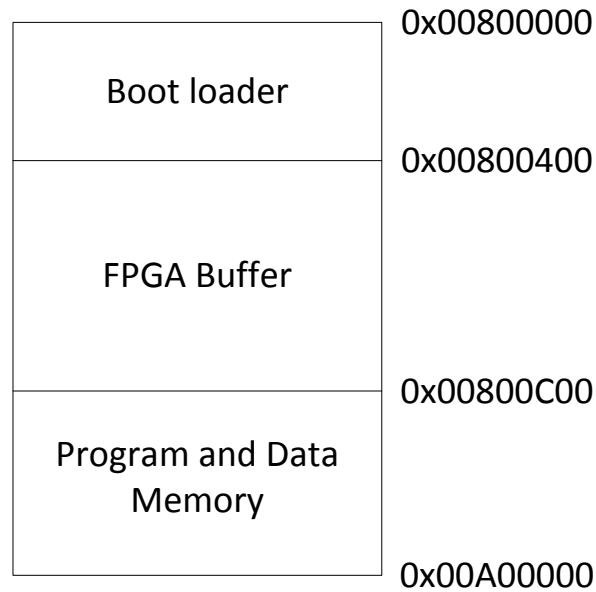 0x00800000
Boot loader
0x00800400
FPGA Buffer
0x00800C00
Program and Data
Memory
0x00A00000